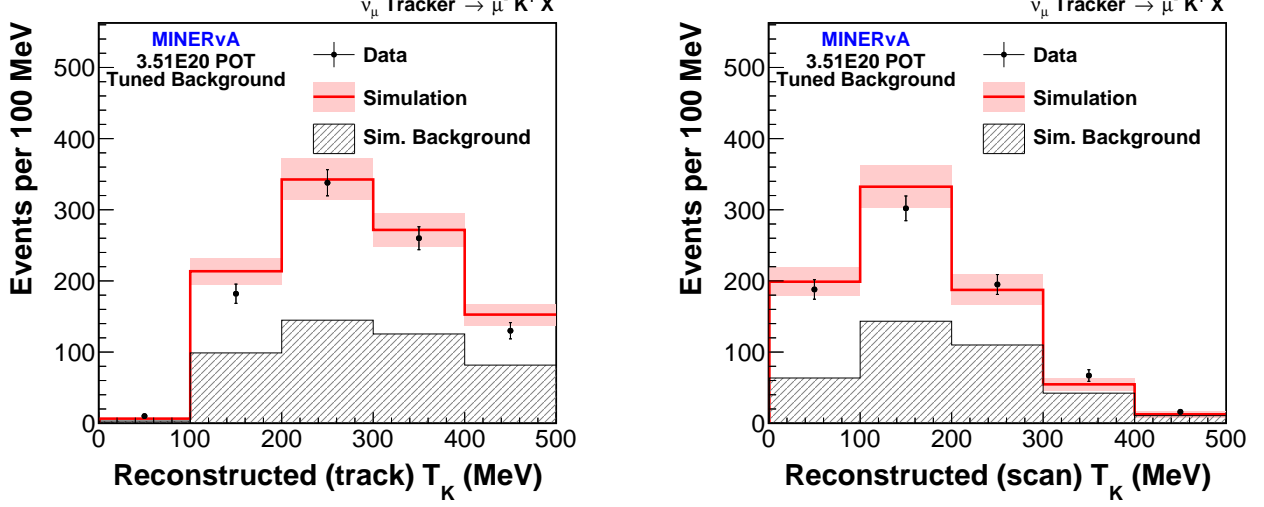 ν_μ Tracker → μ⁻ K⁺ X
MINERνA
3.51E20 POT
Tuned Background
Data
Simulation
Sim. Background
Events per 100 MeV
500
400
300
200
100
0
0 100 200 300 400 500
Reconstructed (track) T_K (MeV)
ν_μ Tracker → μ⁻ K⁺ X
MINERνA
3.51E20 POT
Tuned Background
Data
Simulation
Sim. Background
Events per 100 MeV
500
400
300
200
100
0
0 100 200 300 400 500
Reconstructed (scan) T_K (MeV)